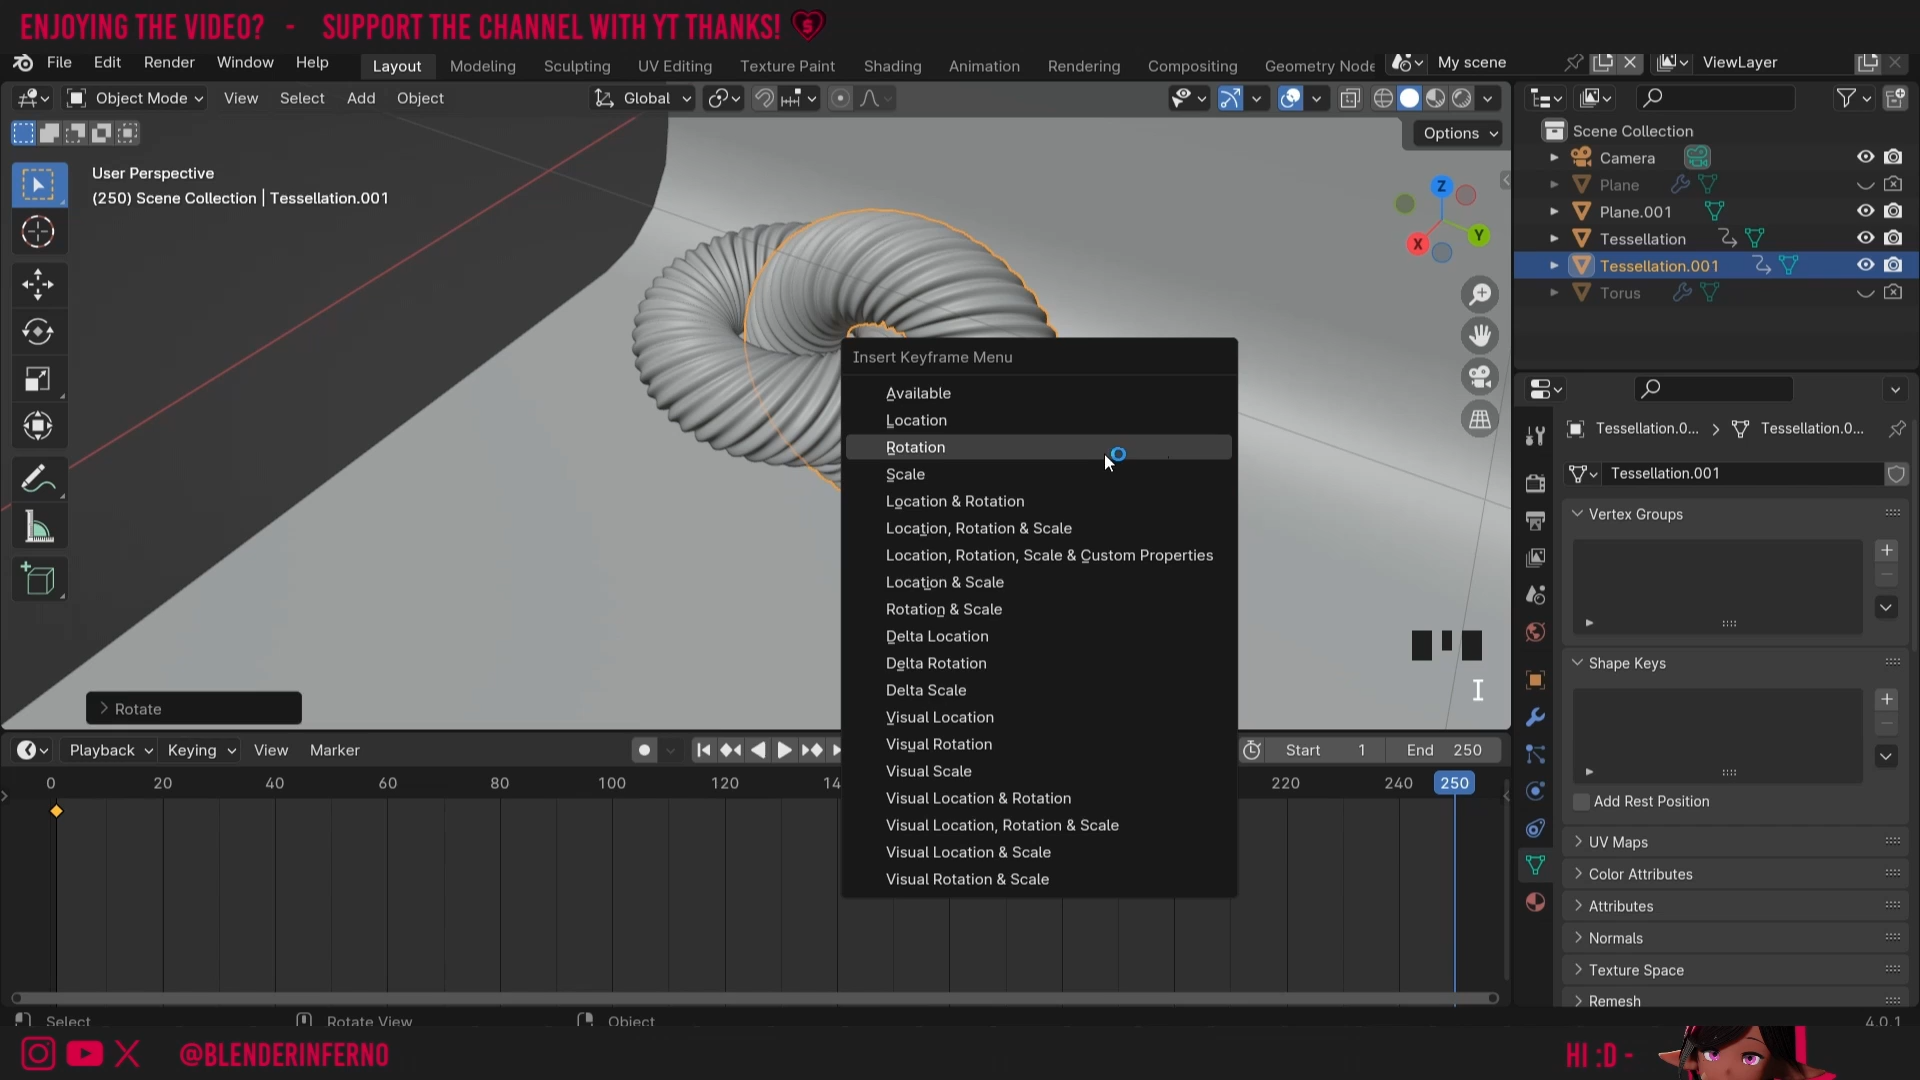 ENJOYING THE VIDEO? - SUPPORT THE CHANNEL WITH YT THANKS!
File Edit Render Window Help Layout Modeling Sculpting UV Editing Texture Paint Shading Animation Rendering Compositing Geometry Node My scene ViewLayer
Object Mode View Select Add Object Global
Options
User Perspective
(250) Scene Collection | Tessellation.001
Z
Y
X
Scene Collection
Camera
Plane
Plane.001
Tessellation
Tessellation.001
Torus
Insert Keyframe Menu
Available
Location
Rotation
Scale
Location & Rotation
Location, Rotation & Scale
Location, Rotation, Scale & Custom Properties
Location & Scale
Rotation & Scale
Delta Location
Delta Rotation
Delta Scale
Visual Location
Visual Rotation
Visual Scale
Visual Location & Rotation
Visual Location, Rotation & Scale
Visual Location & Scale
Visual Rotation & Scale
Tessellation.0... > Tessellation.0...
Tessellation.001
Vertex Groups
Shape Keys
Add Rest Position
UV Maps
Color Attributes
Attributes
Normals
Texture Space
Remesh
I
Rotate
Playback Keying View Marker Start 1 End 250
0 20 40 60 80 100 120 14 220 240 250
Select Rotate View Object 4.0.1
@BLENDERINFERNO HI :D -